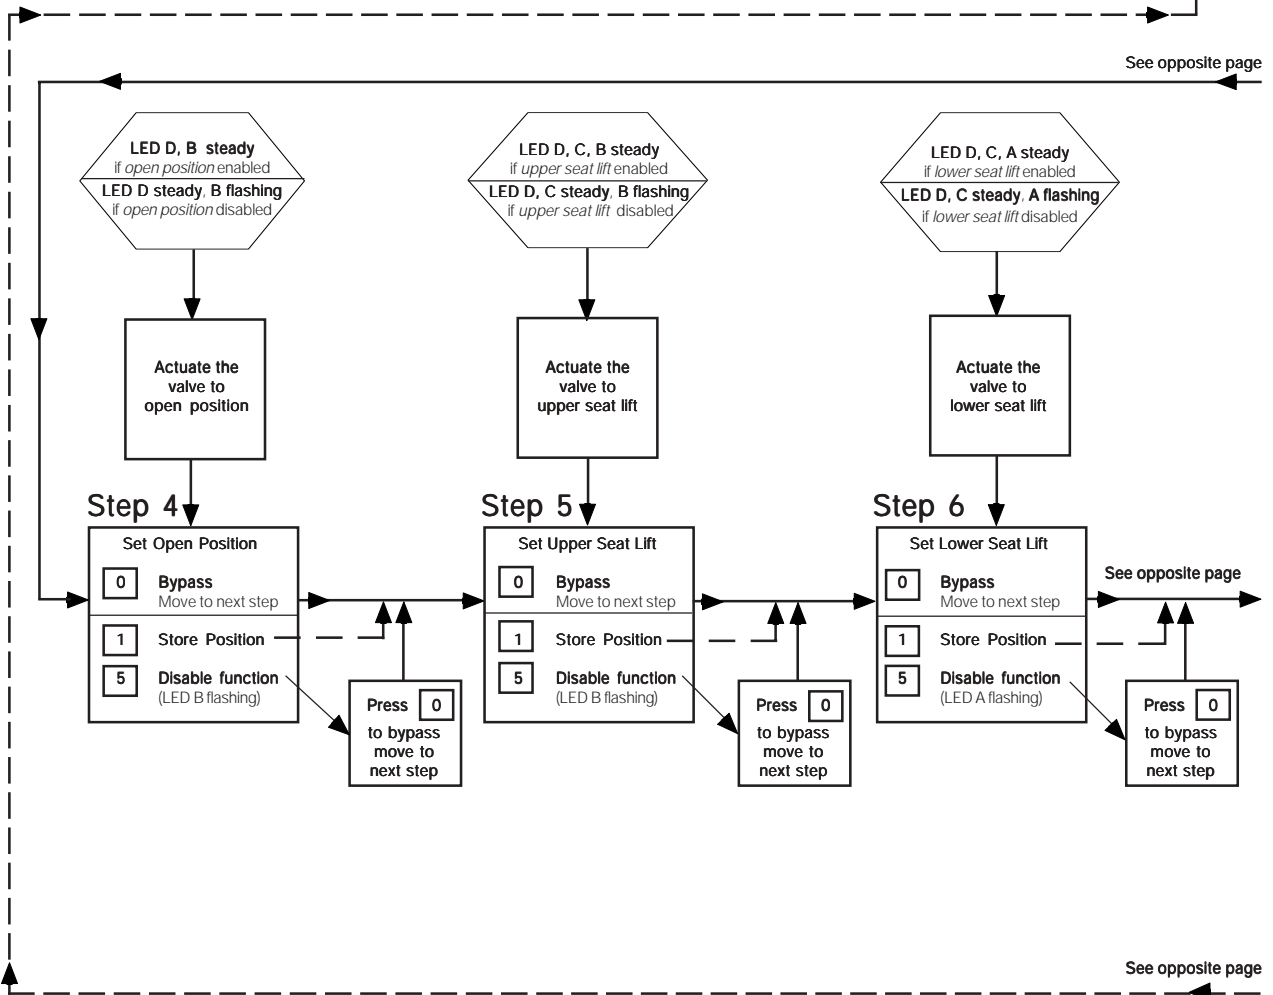 See opposite page
LED D, B steady
if open position enabled
LED D steady, B flashing
if open position disabled
LED D, C, B steady
if upper seat lift enabled
LED D, C steady, B flashing
if upper seat lift disabled
LED D, C, A steady
if lower seat lift enabled
LED D, C steady, A flashing
if lower seat lift disabled
Actuate the
valve to
open position
Actuate the
valve to
upper seat lift
Actuate the
valve to
lower seat lift
Step 4
Set Open Position
0 Bypass
Move to next step
1 Store Position
5 Disable function
(LED B flashing)
Press 0
to bypass
move to
next step
Step 5
Set Upper Seat Lift
0 Bypass
Move to next step
1 Store Position
5 Disable function
(LED B flashing)
Press 0
to bypass
move to
next step
Step 6
Set Lower Seat Lift
0 Bypass
Move to next step
1 Store Position
5 Disable function
(LED A flashing)
See opposite page
Press 0
to bypass
move to
next step
See opposite page